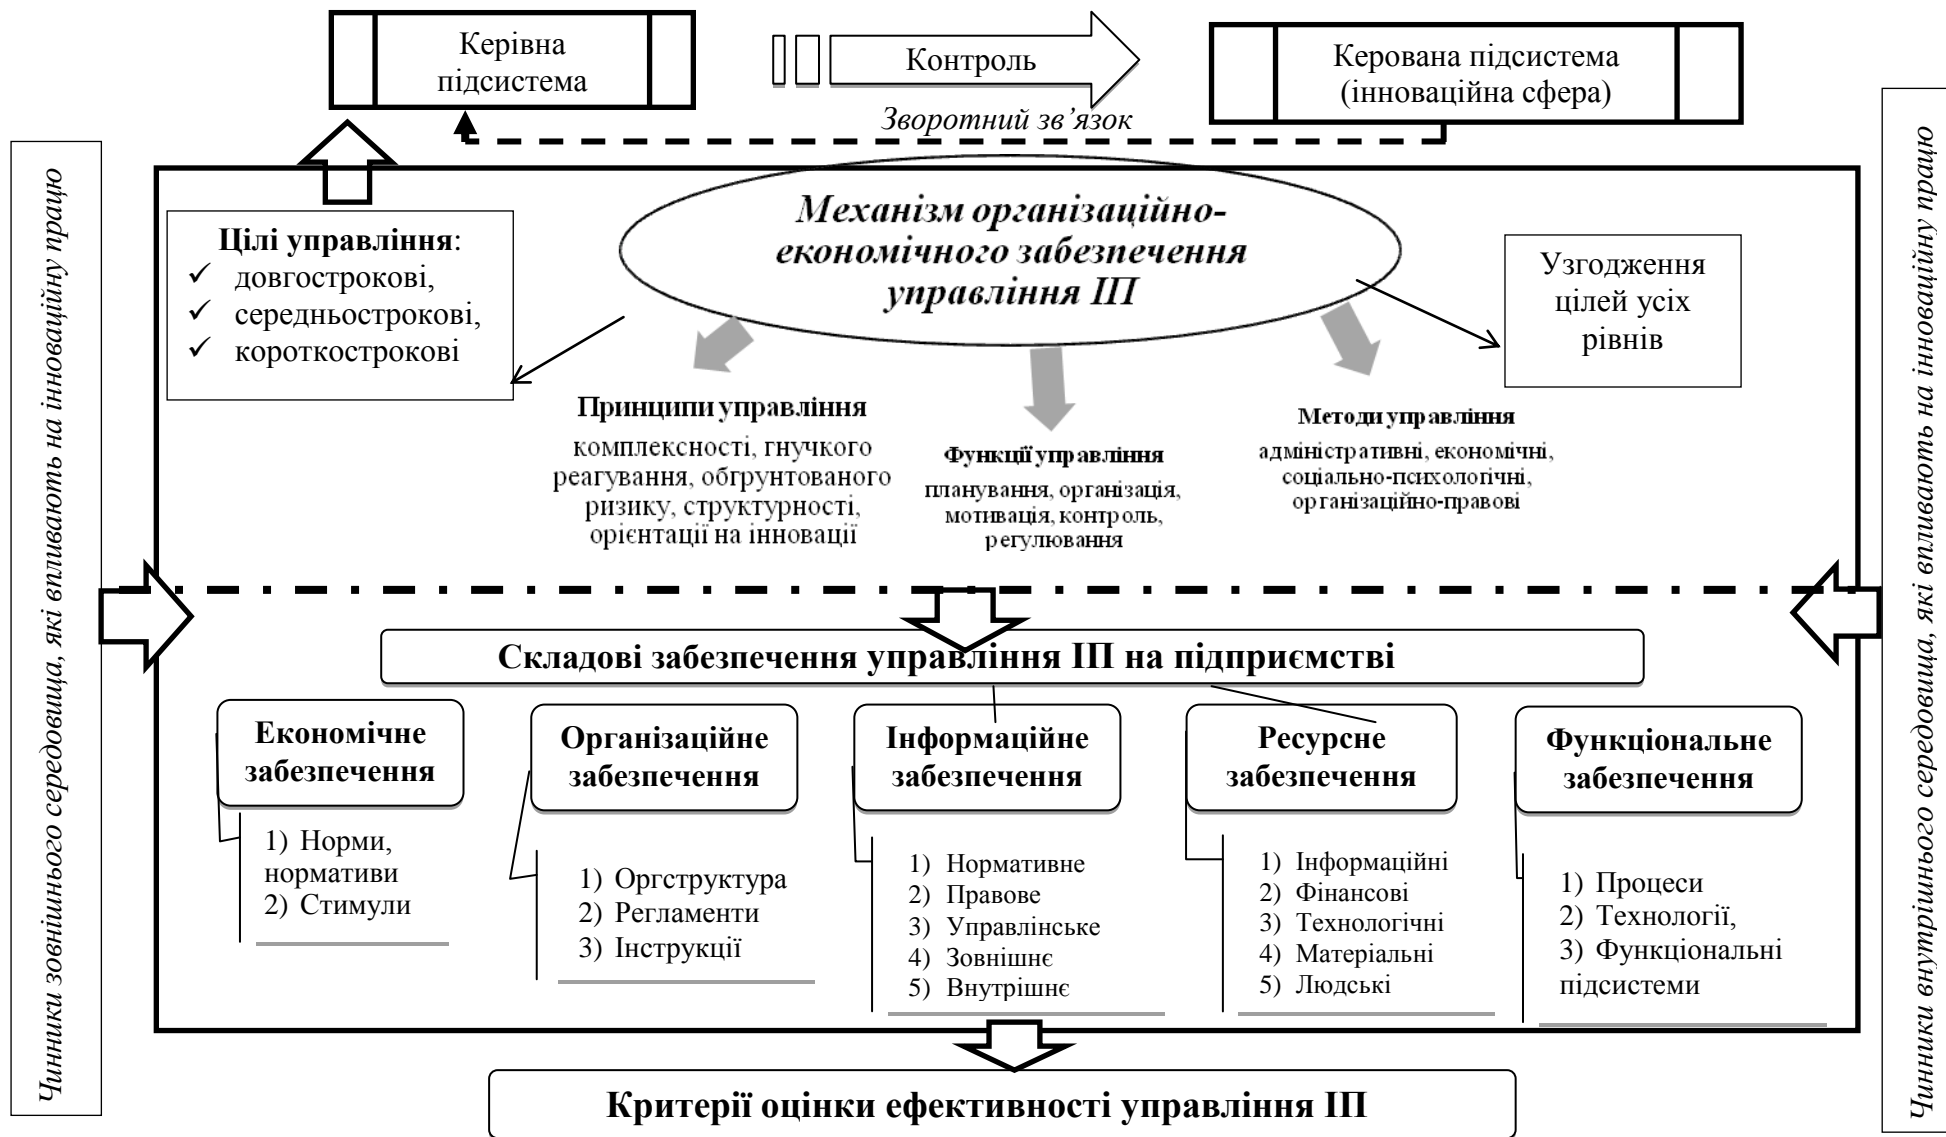 Керівна
підсистема
Контроль
Керована підсистема
(інноваційна сфера)
Зворотний зв’язок
Чинники зовнішнього середовища, які впливають на інноваційну працю
Чинники внутрішнього середовища, які впливають на інноваційну працю
Механізм організаційно-
економічного забезпечення
управління ІП
Цілі управління:
✓ довгострокові,
✓ середньострокові,
✓ короткострокові
Узгодження
цілей усіх
рівнів
Принципи управління
комплексності, гнучкого
реагування, обгрунтованого
ризику, структурності,
орієнтації на інновації
Функції управління
планування, організація,
мотивація, контроль,
регулювання
Методи управління
адміністративні, економічні,
соціально-психологічні,
організаційно-правові
Складові забезпечення управління ІП на підприємстві
Економічне
забезпечення
1) Норми,
нормативи
2) Стимули
Організаційне
забезпечення
1) Оргструктура
2) Регламенти
3) Інструкції
Інформаційне
забезпечення
1) Нормативне
2) Правове
3) Управлінське
4) Зовнішнє
5) Внутрішнє
Ресурсне
забезпечення
1) Інформаційні
2) Фінансові
3) Технологічні
4) Матеріальні
5) Людські
Функціональне
забезпечення
1) Процеси
2) Технології,
3) Функціональні
підсистеми
Критерії оцінки ефективності управління ІП